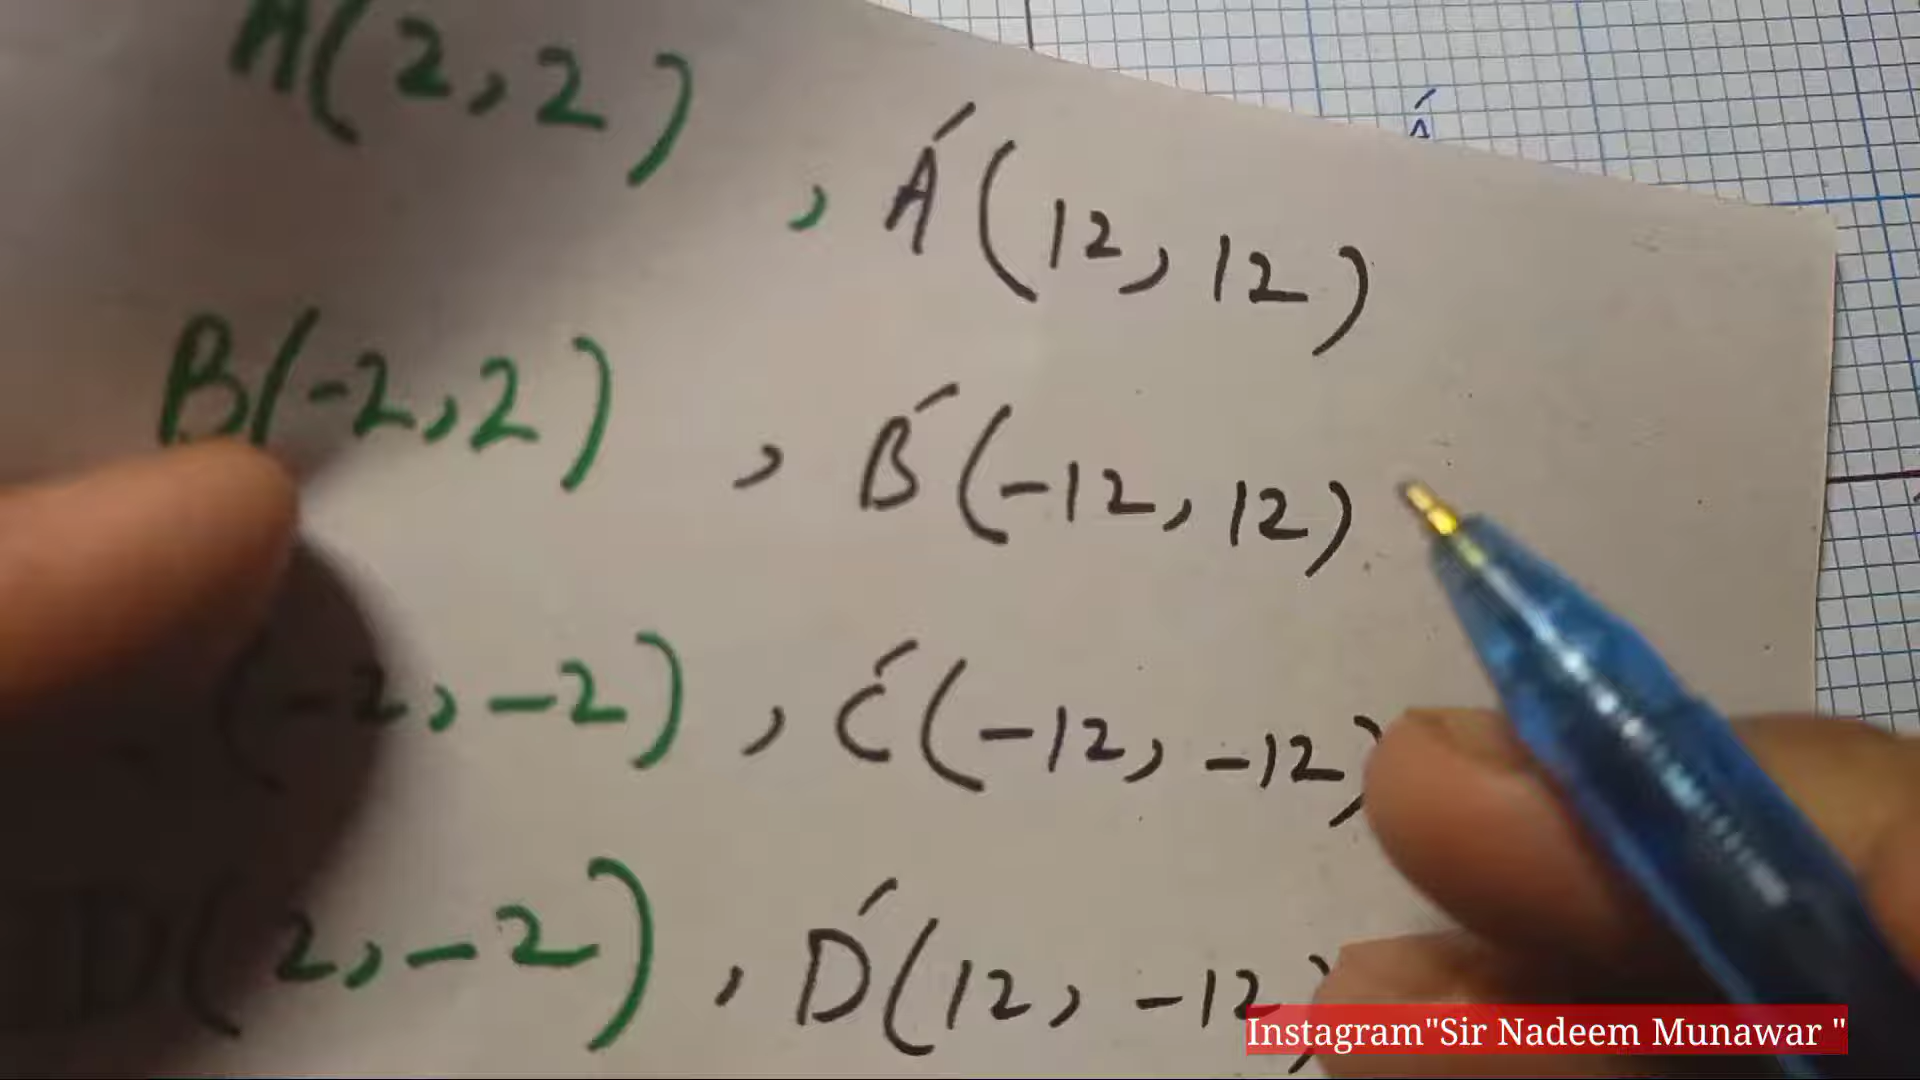 A(2,2) , A'(12,12)
A'
B(-2,2) , B'(-12,12)
(-2,-2) , C'(-12,-12)
D(2,-2) , D'(12,-12)
Instagram"Sir Nadeem Munawar "